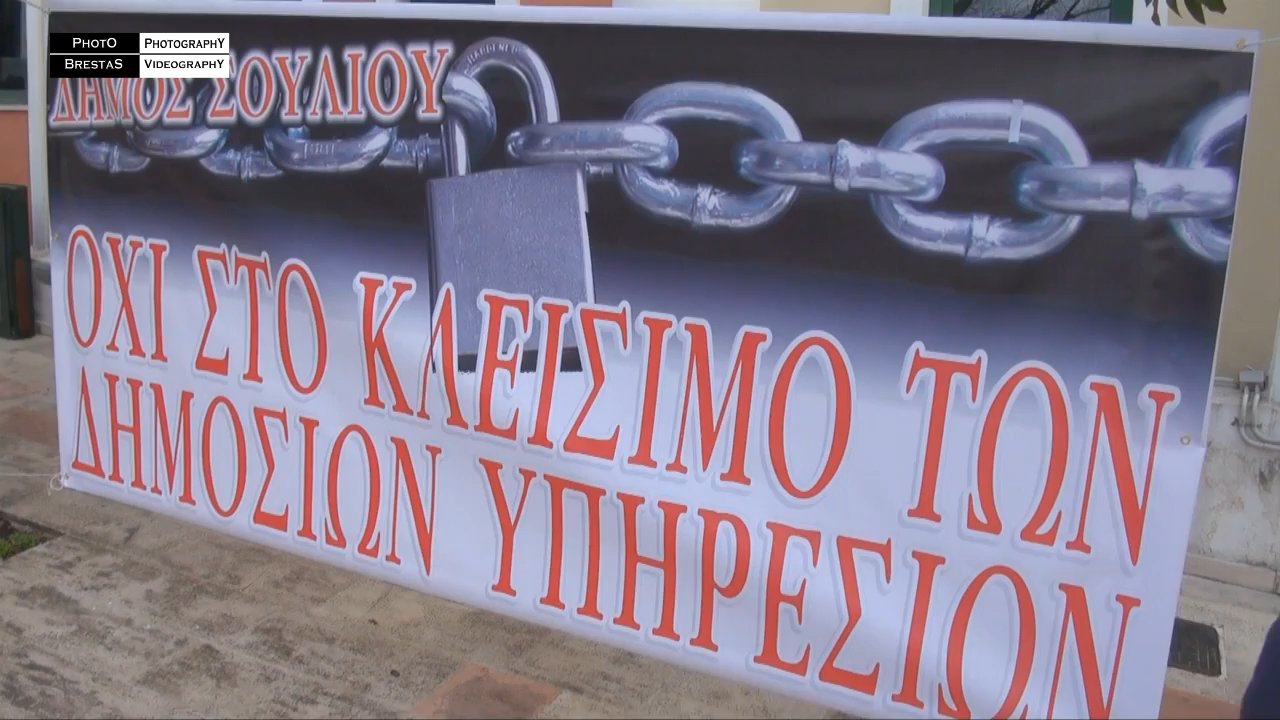 PHOTO PHOTOGRAPHY
BRESTAS VIDEOGRAPHY
ΔΗΜΟΣ ΣΟΥΛΙΟΥ
ΟΧΙ ΣΤΟ ΚΛΕΙΣΙΜΟ ΤΩΝ
ΔΗΜΟΣΙΩΝ ΥΠΗΡΕΣΙΩΝ